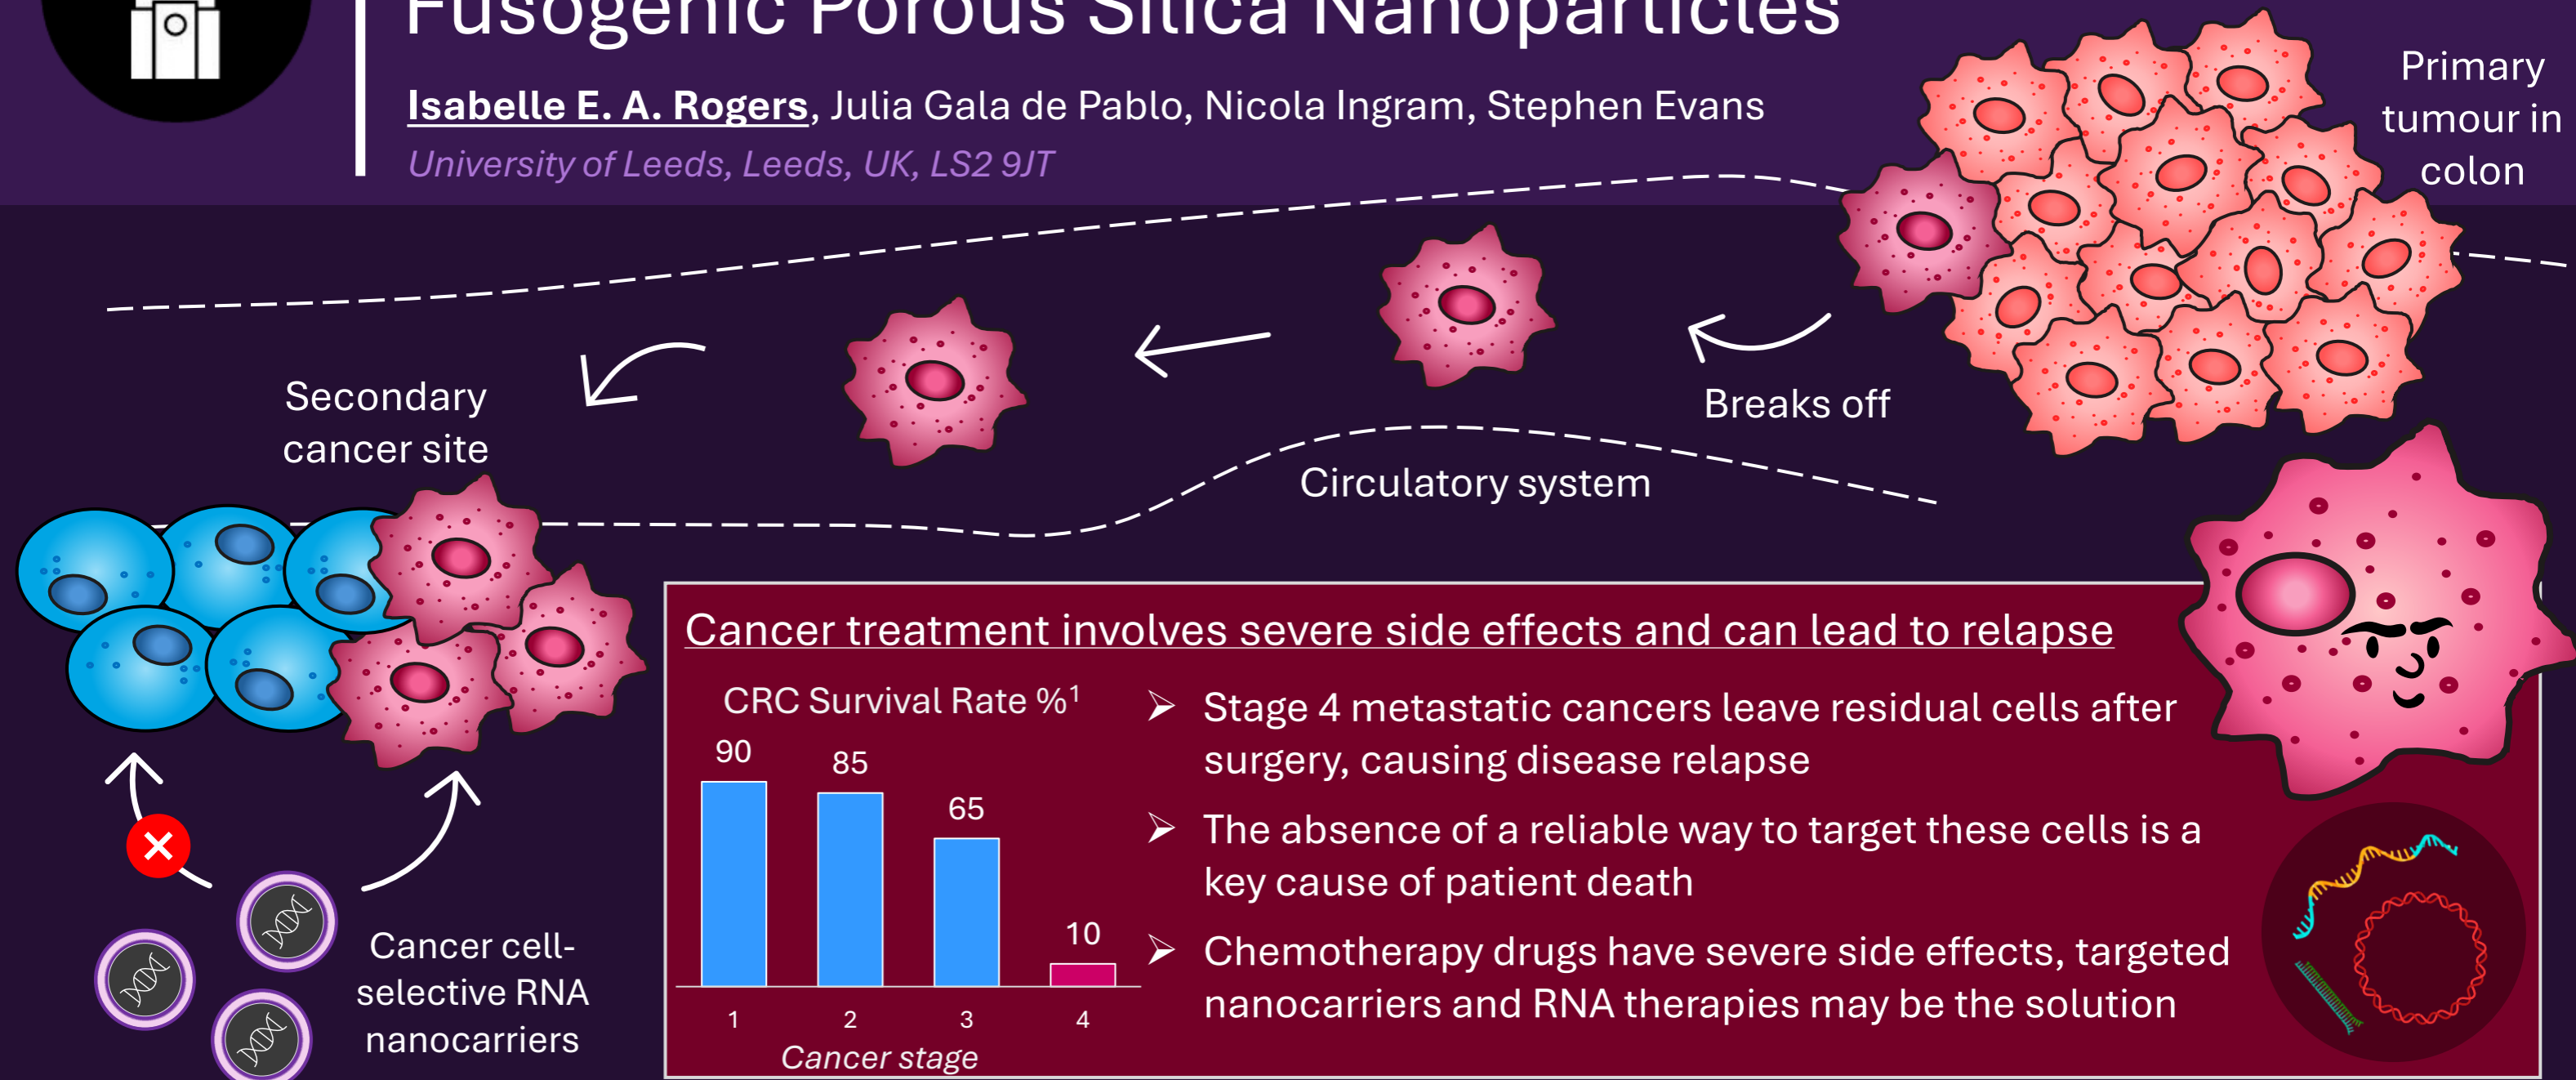 Fusogenic Porous Silica Nanoparticles
Isabelle E. A. Rogers, Julia Gala de Pablo, Nicola Ingram, Stephen Evans
University of Leeds, Leeds, UK, LS2 9JT
Primary
tumour in
colon
Breaks off
Circulatory system
Secondary
cancer site
Cancer cell-
selective RNA
nanocarriers
Cancer treatment involves severe side effects and can lead to relapse
CRC Survival Rate %¹
90
85
65
10
1
2
3
4
Cancer stage
➢ Stage 4 metastatic cancers leave residual cells after
surgery, causing disease relapse
➢ The absence of a reliable way to target these cells is a
key cause of patient death
➢ Chemotherapy drugs have severe side effects, targeted
nanocarriers and RNA therapies may be the solution